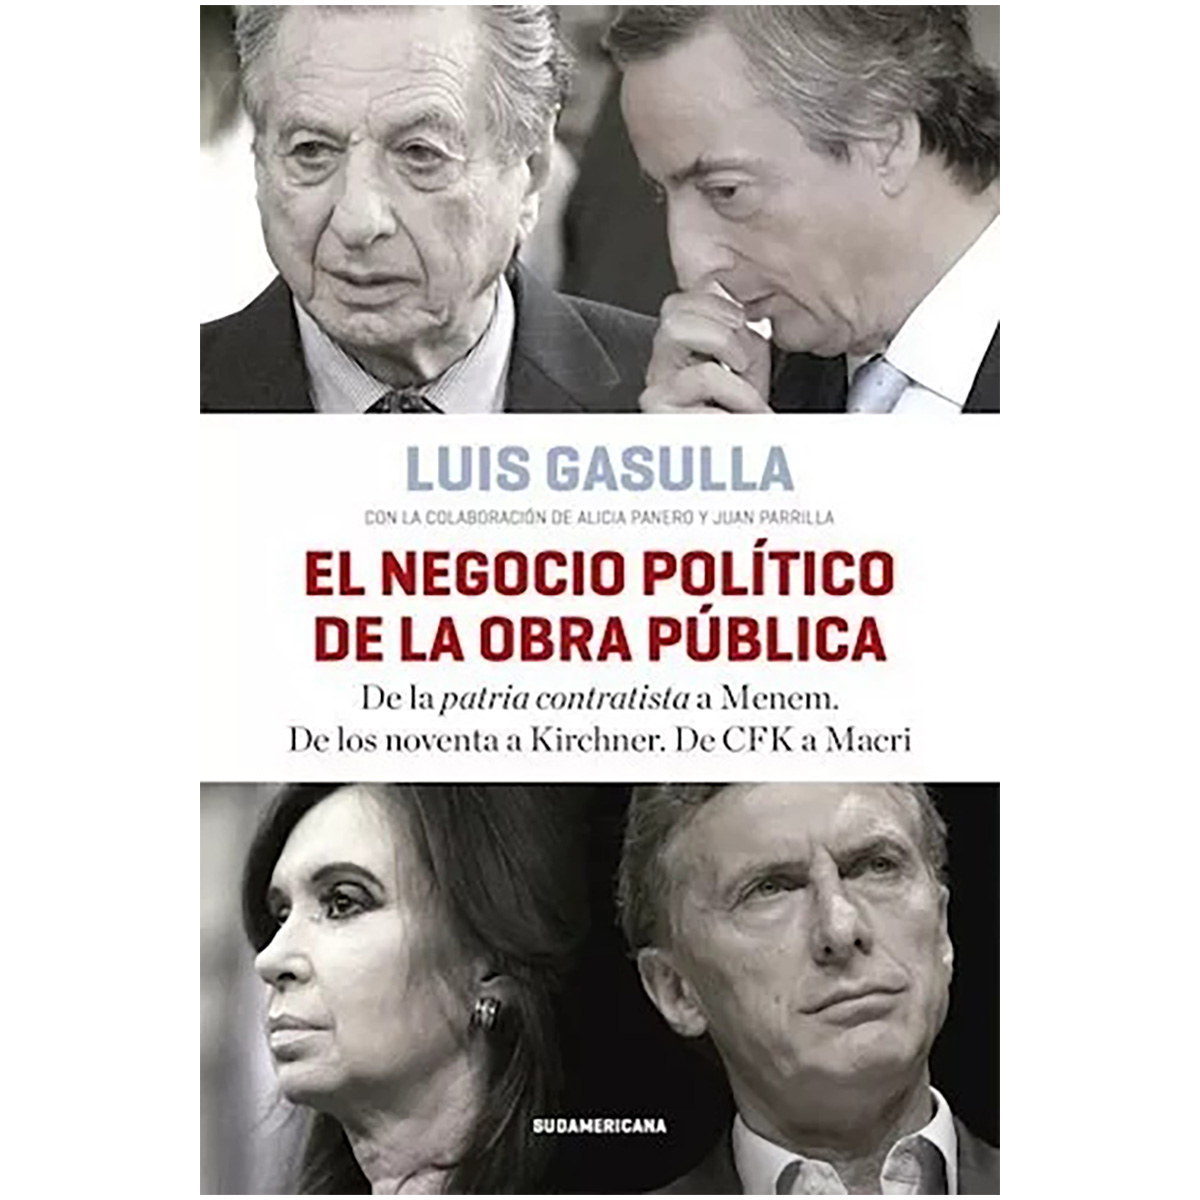 LUIS GASULLA
CON LA COLABORACIÓN DE ALICIA PANERO Y JUAN PARRILLA
EL NEGOCIO POLÍTICO
DE LA OBRA PÚBLICA
De la patria contratista a Menem.
De los noventa a Kirchner. De CFK a Macri
SUDAMERICANA